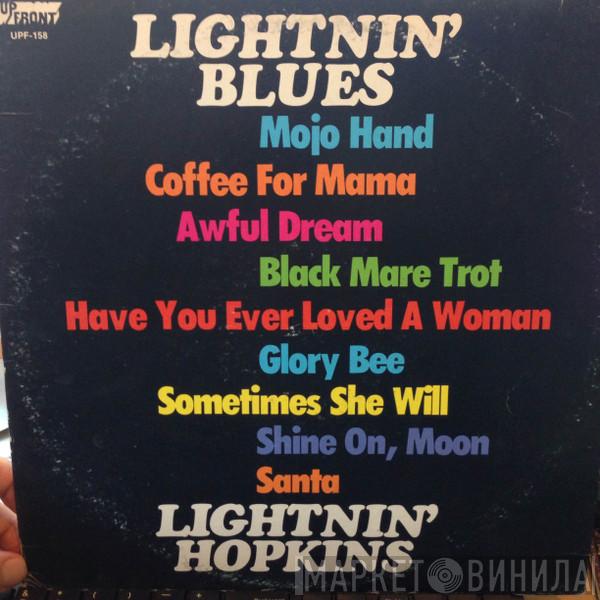 UP
FRONT
UPF-158
LIGHTNIN'
BLUES
Mojo Hand
Coffee For Mama
Awful Dream
Black Mare Trot
Have You Ever Loved A Woman
Glory Bee
Sometimes She Will
Shine On, Moon
Santa
LIGHTNIN'
HOPKINS
МАРКЕТ ВИНИЛА